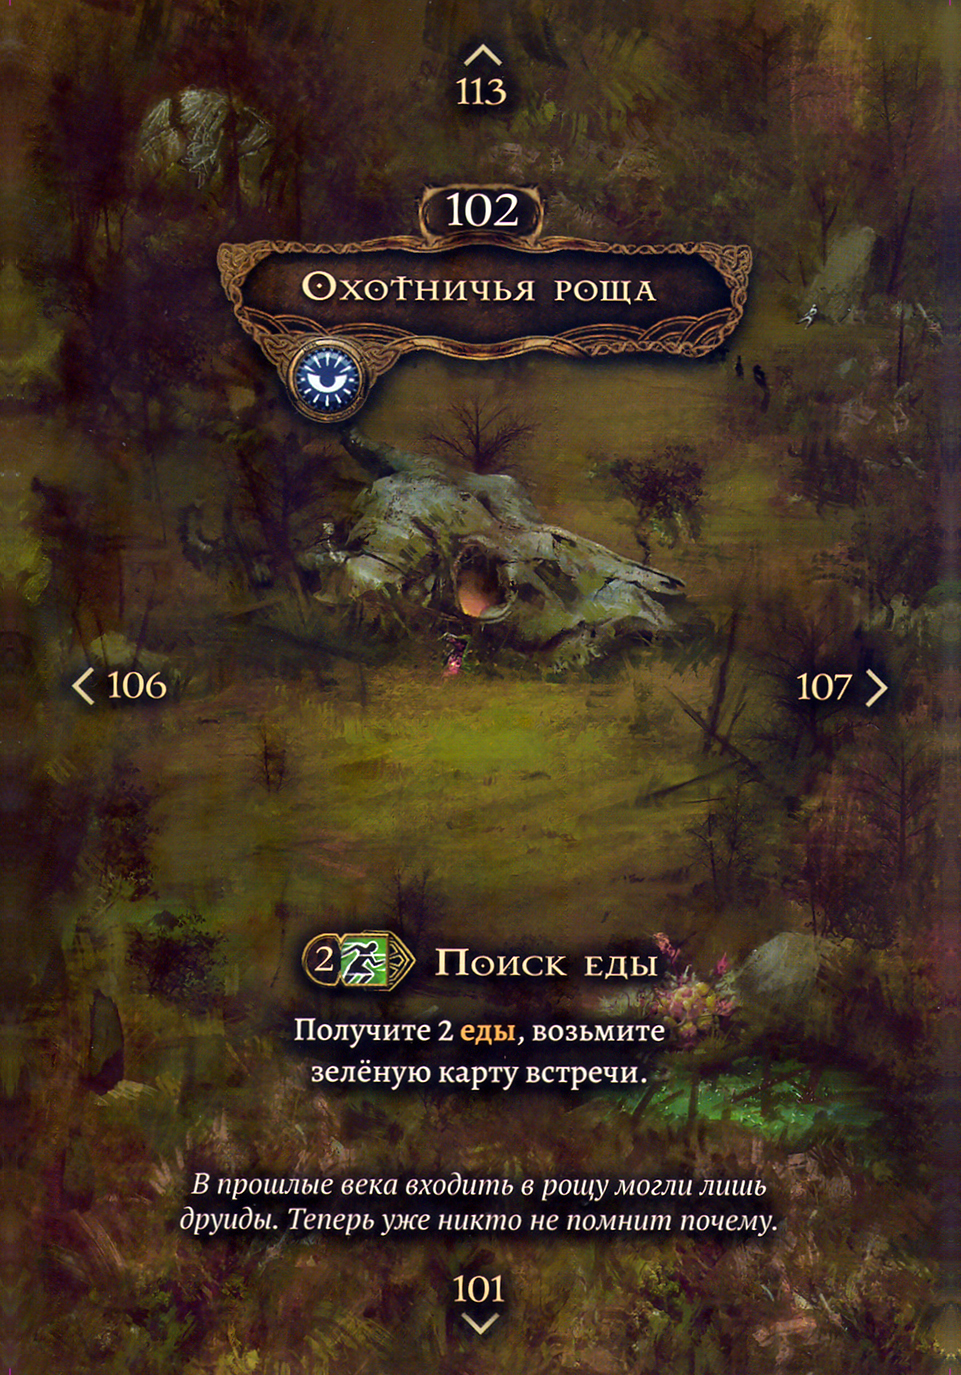 113
102
Охотничья роща
106
107
2 Поиск еды
Получите 2 еды, возьмите
зелёную карту встречи.
В прошлые века входить в рощу могли лишь
друиды. Теперь уже никто не помнит почему.
101